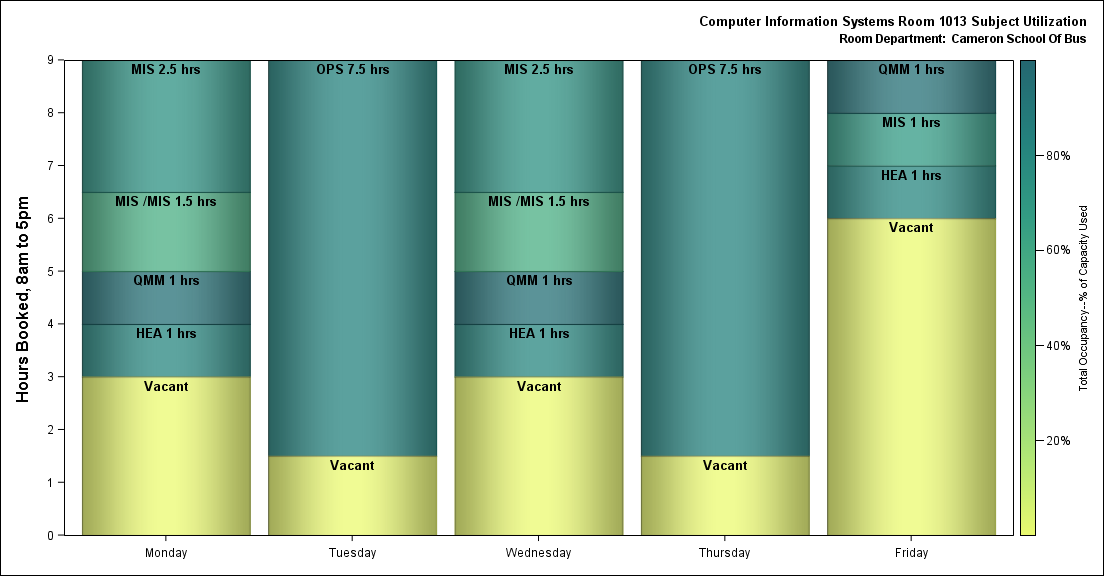 Computer Information Systems Room 1013 Subject Utilization
Room Department: Cameron School Of Bus
Hours Booked, 8am to 5pm
9
8
7
6
5
4
3
2
1
0
MIS 2.5 hrs
MIS /MIS 1.5 hrs
QMM 1 hrs
HEA 1 hrs
Vacant
OPS 7.5 hrs
Vacant
MIS 2.5 hrs
MIS /MIS 1.5 hrs
QMM 1 hrs
HEA 1 hrs
Vacant
OPS 7.5 hrs
Vacant
QMM 1 hrs
MIS 1 hrs
HEA 1 hrs
Vacant
Monday
Tuesday
Wednesday
Thursday
Friday
80%
60%
40%
20%
Total Occupancy--% of Capacity Used